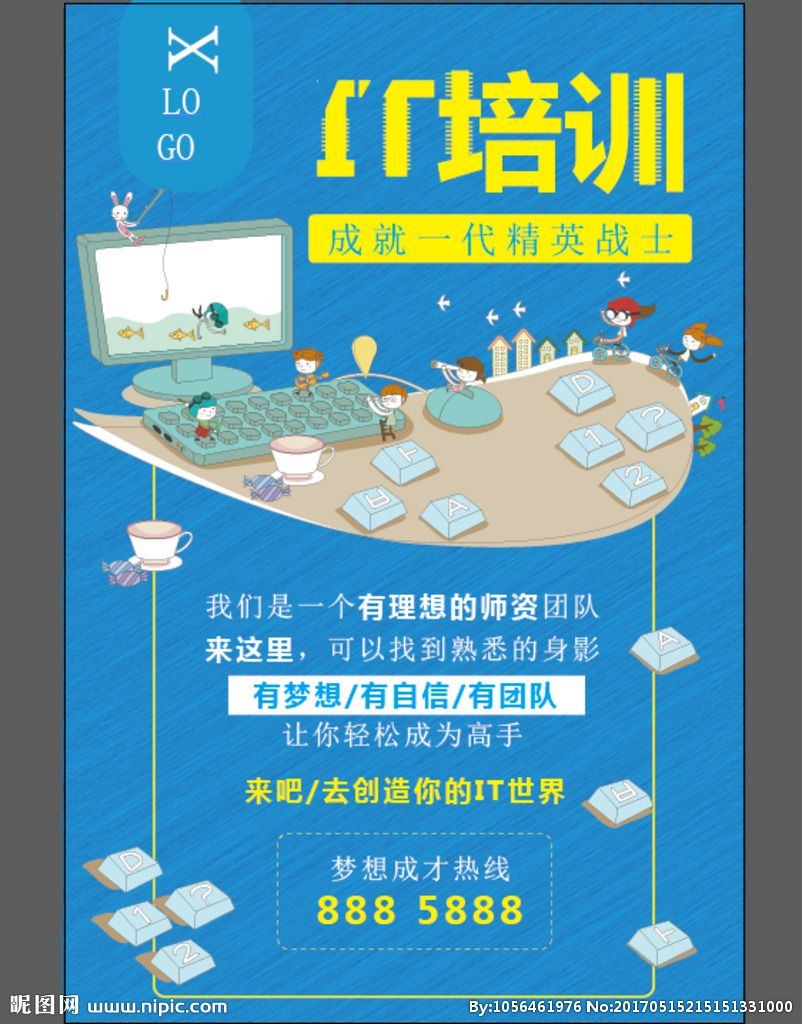 LO
GO
IT培训
成就一代精英战士
D
?
1
2
T
A
A
我们是一个有理想的师资团队
来这里，可以找到熟悉的身影
有梦想/有自信/有团队
让你轻松成为高手
来吧/去创造你的IT世界
梦想成才热线
888 5888
D
?
1
2
T
昵图网 www.nipic.com
By:1056461976 No:20170515215151331000